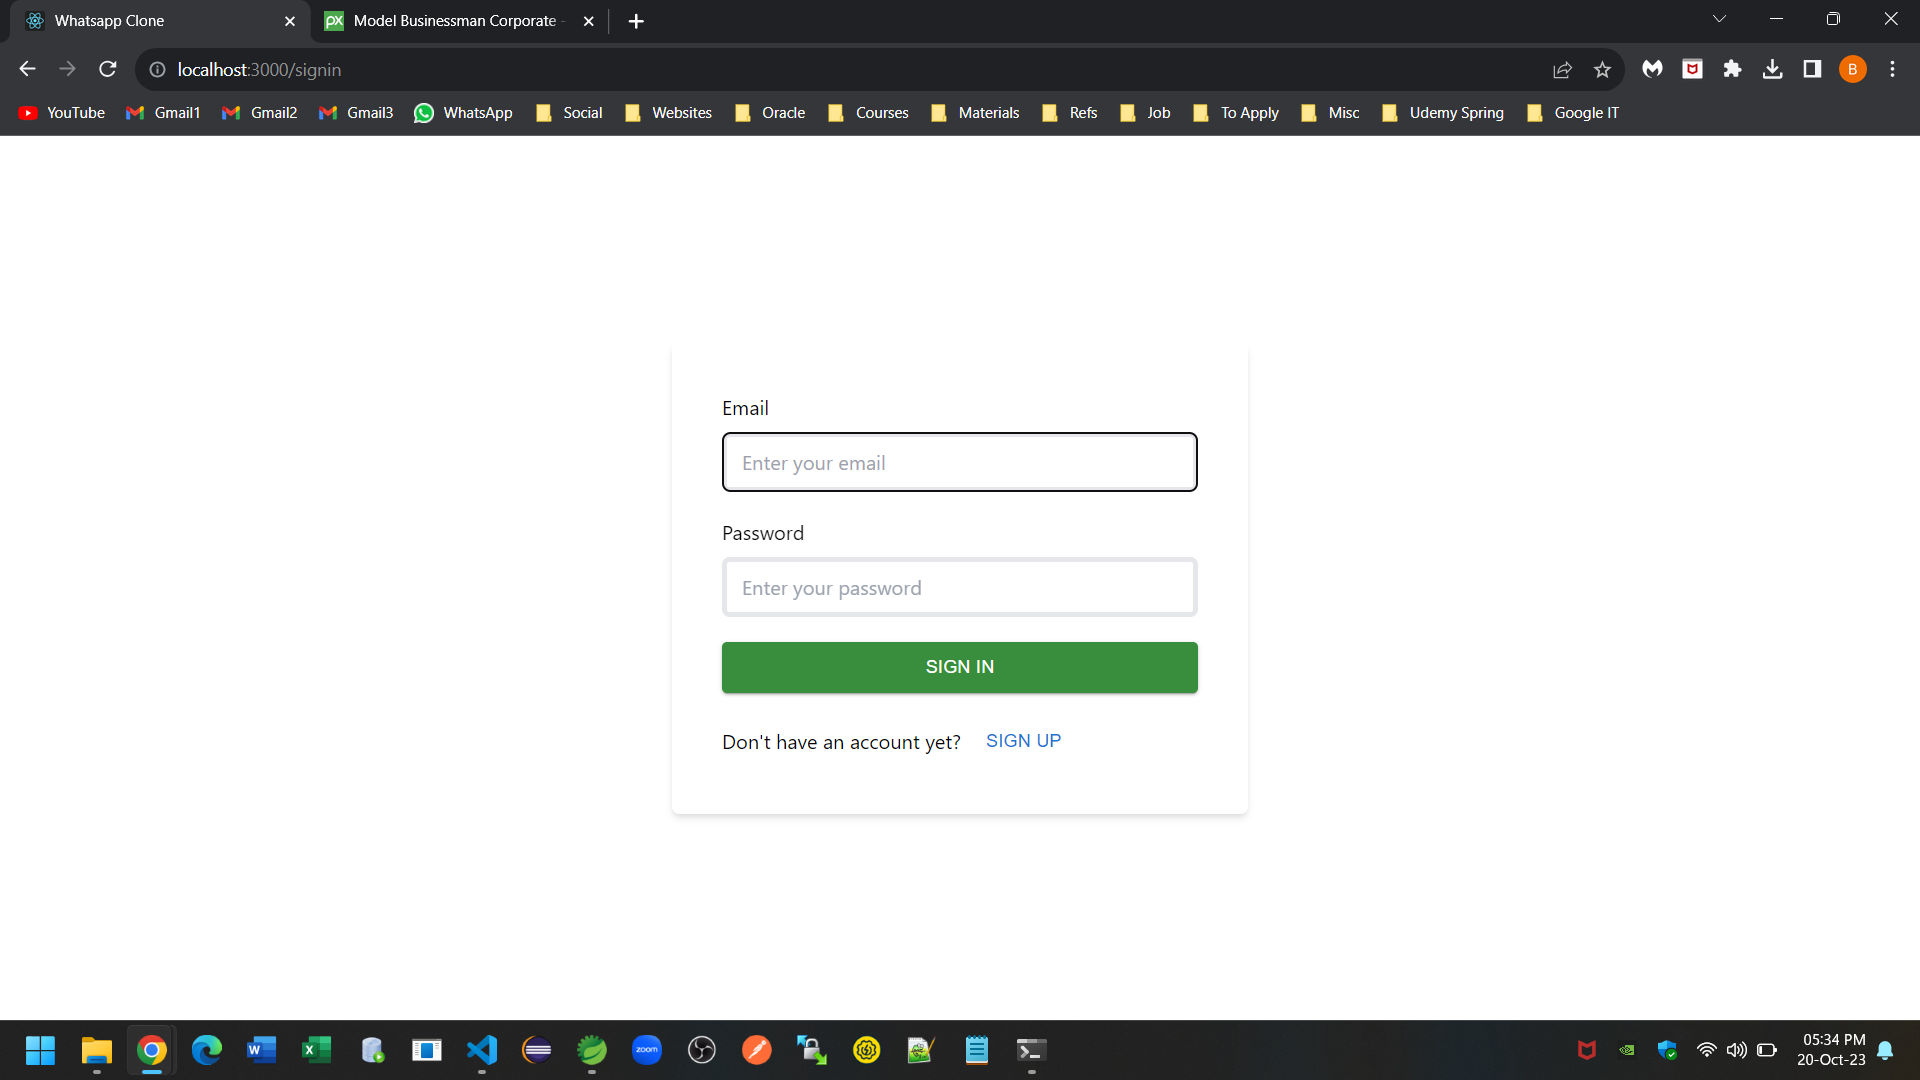 Whatsapp Clone
Model Businessman Corporate -
localhost:3000/signin
B
YouTube
Gmail1
Gmail2
Gmail3
WhatsApp
Social
Websites
Oracle
Courses
Materials
Refs
Job
To Apply
Misc
Udemy Spring
Google IT
Email
Enter your email
Password
Enter your password
SIGN IN
Don't have an account yet? SIGN UP
zoom
05:34 PM
20-Oct-23